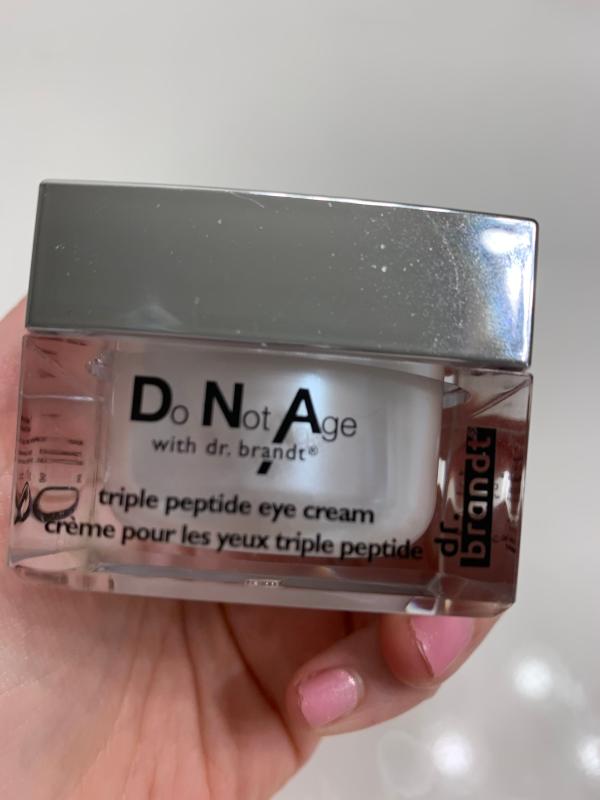 Do Not Age
with dr. brandt®
triple peptide eye cream
crème pour les yeux triple peptide
dr.
brandt